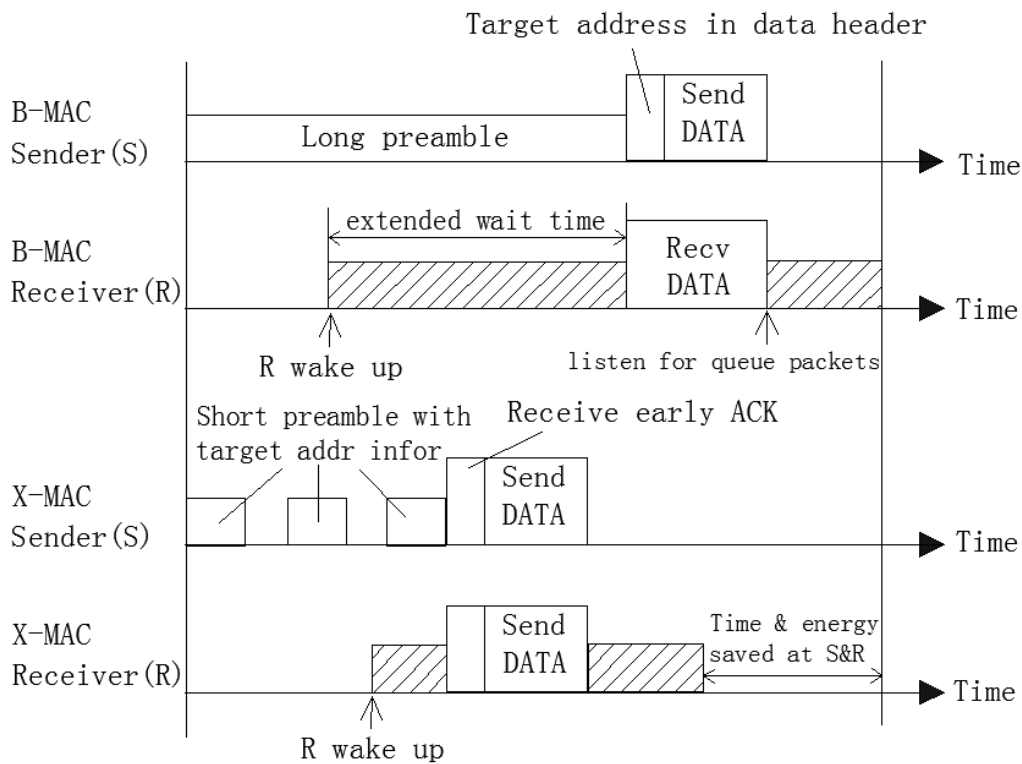 Target address in data header
B-MAC
Sender(S)
Long preamble
Send
DATA
Time
B-MAC
Receiver(R)
extended wait time
Recv
DATA
Time
R wake up
listen for queue packets
Short preamble with
target addr infor
Receive early ACK
X-MAC
Sender(S)
Send
DATA
Time
X-MAC
Receiver(R)
Send
DATA
Time & energy
saved at S&R
Time
R wake up